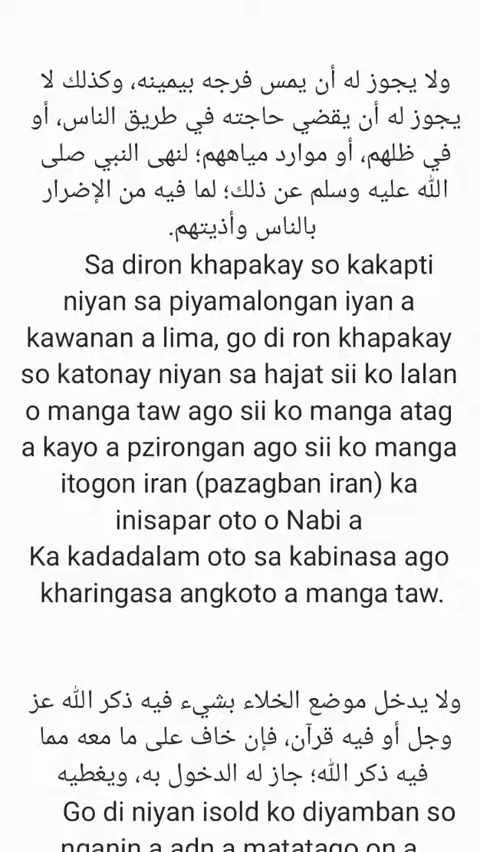 ولا يجوز له أن يمس فرجه بيمينه، وكذلك لا
يجوز له أن يقضي حاجته في طريق الناس، أو
في ظلهم، أو موارد مياههم؛ لنهى النبي صلى
الله عليه وسلم عن ذلك؛ لما فيه من الإضرار
بالناس وأذيتهم.
Sa diron khapakay so kakapti
niyan sa piyamalongan iyan a
kawanan a lima, go di ron khapakay
so katonay niyan sa hajat sii ko lalan
o manga taw ago sii ko manga atag
a kayo a pzirongan ago sii ko manga
itogon iran (pazagban iran) ka
inisapar oto o Nabi a
Ka kadadalam oto sa kabinasa ago
kharingasa angkoto a manga taw.
ولا يدخل موضع الخلاء بشيء فيه ذكر الله عز
وجل أو فيه قرآن، فإن خاف على ما معه مما
فيه ذكر الله؛ جاز له الدخول به، ويغطيه
Go di niyan isold ko diyamban so
nganin a adn a matatago on a